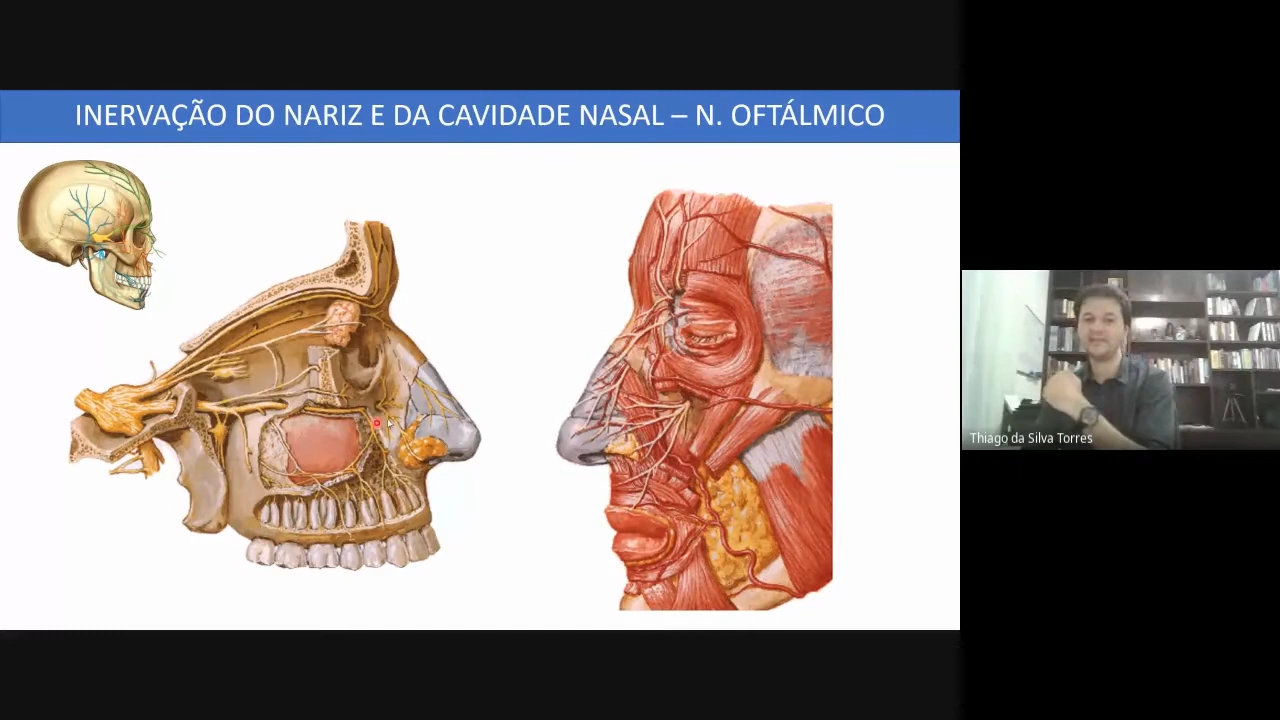 INERVAÇÃO DO NARIZ E DA CAVIDADE NASAL – N. OFTÁLMICO
Thiago da Silva Torres